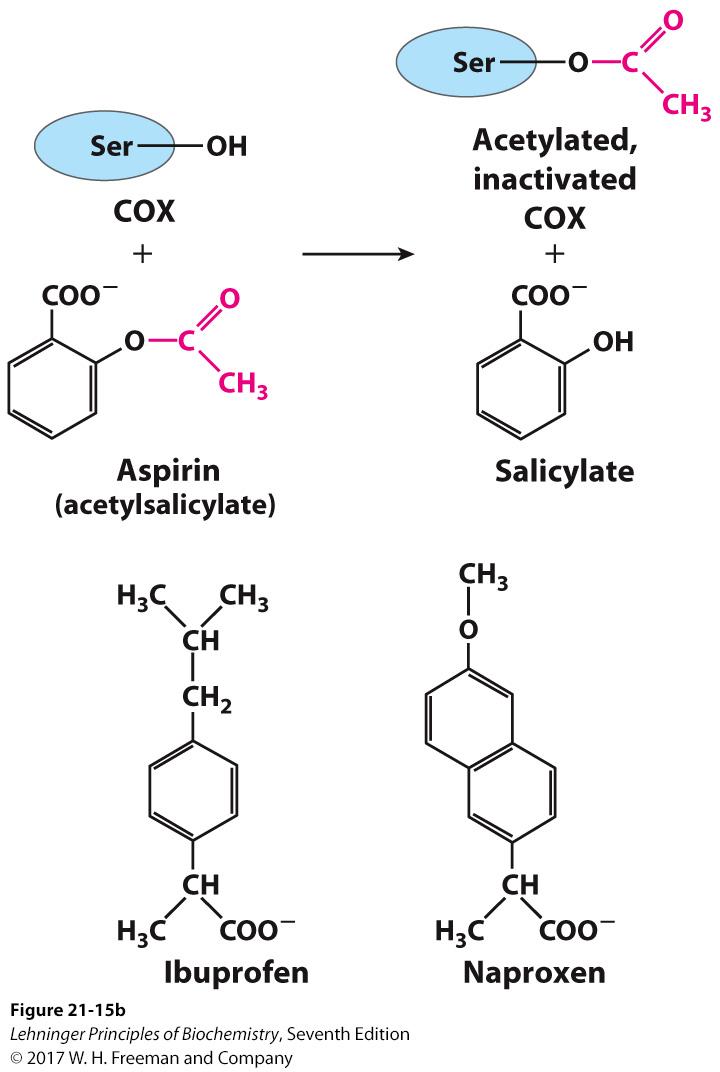 Ser—OH
COX
+
COO⁻
O
O—C
CH₃
Aspirin
(acetylsalicylate)
O
Ser—O—C
CH₃
Acetylated,
inactivated
COX
+
COO⁻
OH
Salicylate
H₃C CH₃
CH
CH₂
CH
H₃C COO⁻
Ibuprofen
CH₃
O
CH
H₃C COO⁻
Naproxen
Figure 21-15b
Lehninger Principles of Biochemistry, Seventh Edition
© 2017 W. H. Freeman and Company